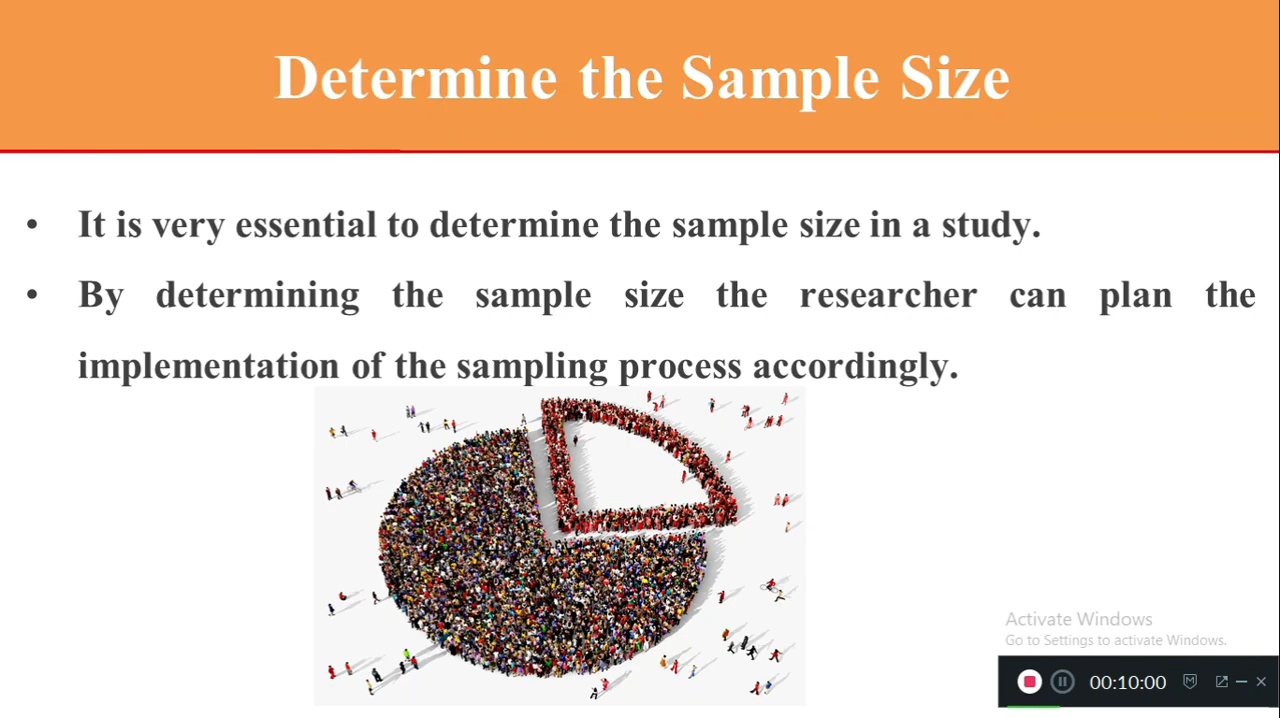 Determine the Sample Size
• It is very essential to determine the sample size in a study.
• By determining the sample size the researcher can plan the
implementation of the sampling process accordingly.
Activate Windows
Go to Settings to activate Windows.
00:10:00